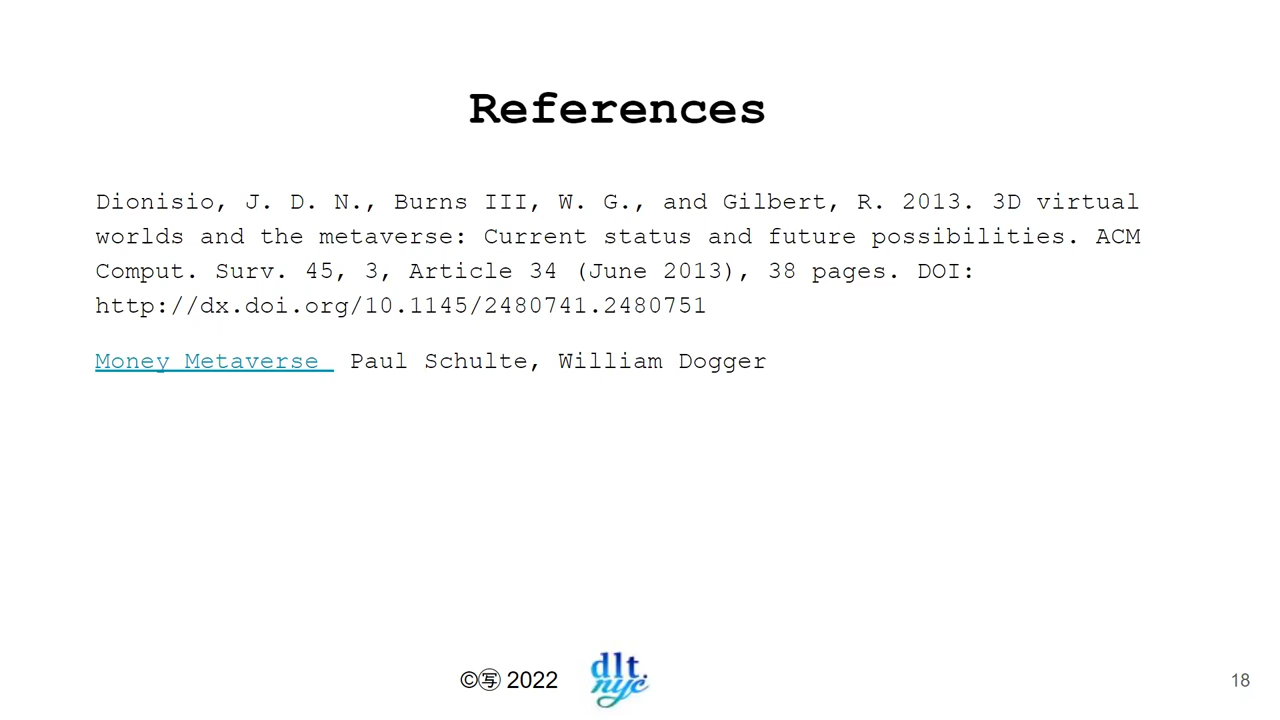 References
Dionisio, J. D. N., Burns III, W. G., and Gilbert, R. 2013. 3D virtual
worlds and the metaverse: Current status and future possibilities. ACM
Comput. Surv. 45, 3, Article 34 (June 2013), 38 pages. DOI:
http://dx.doi.org/10.1145/2480741.2480751
Money Metaverse Paul Schulte, William Dogger
©㊢ 2022
dlt.
nyc
18